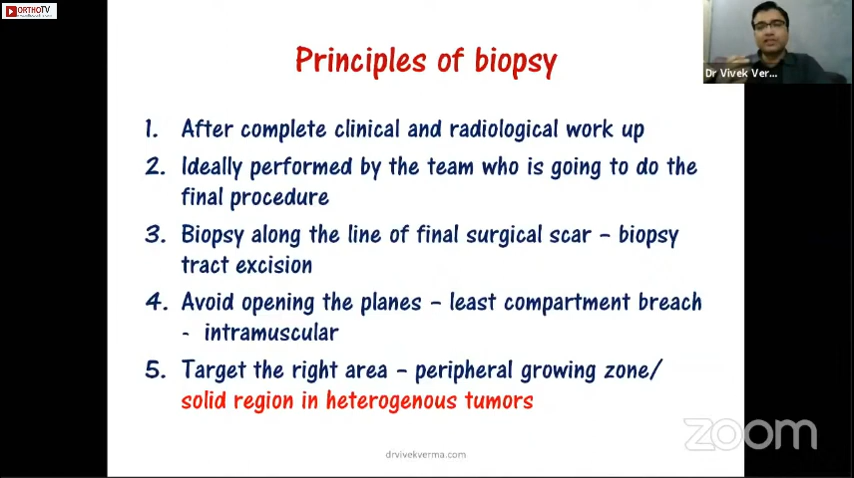 ORTHOTV
Dr Vivek Ver...
Principles of biopsy
1. After complete clinical and radiological work up
2. Ideally performed by the team who is going to do the
final procedure
3. Biopsy along the line of final surgical scar – biopsy
tract excision
4. Avoid opening the planes – least compartment breach
- intramuscular
5. Target the right area – peripheral growing zone/
solid region in heterogenous tumors
drvivekverma.com
zoom